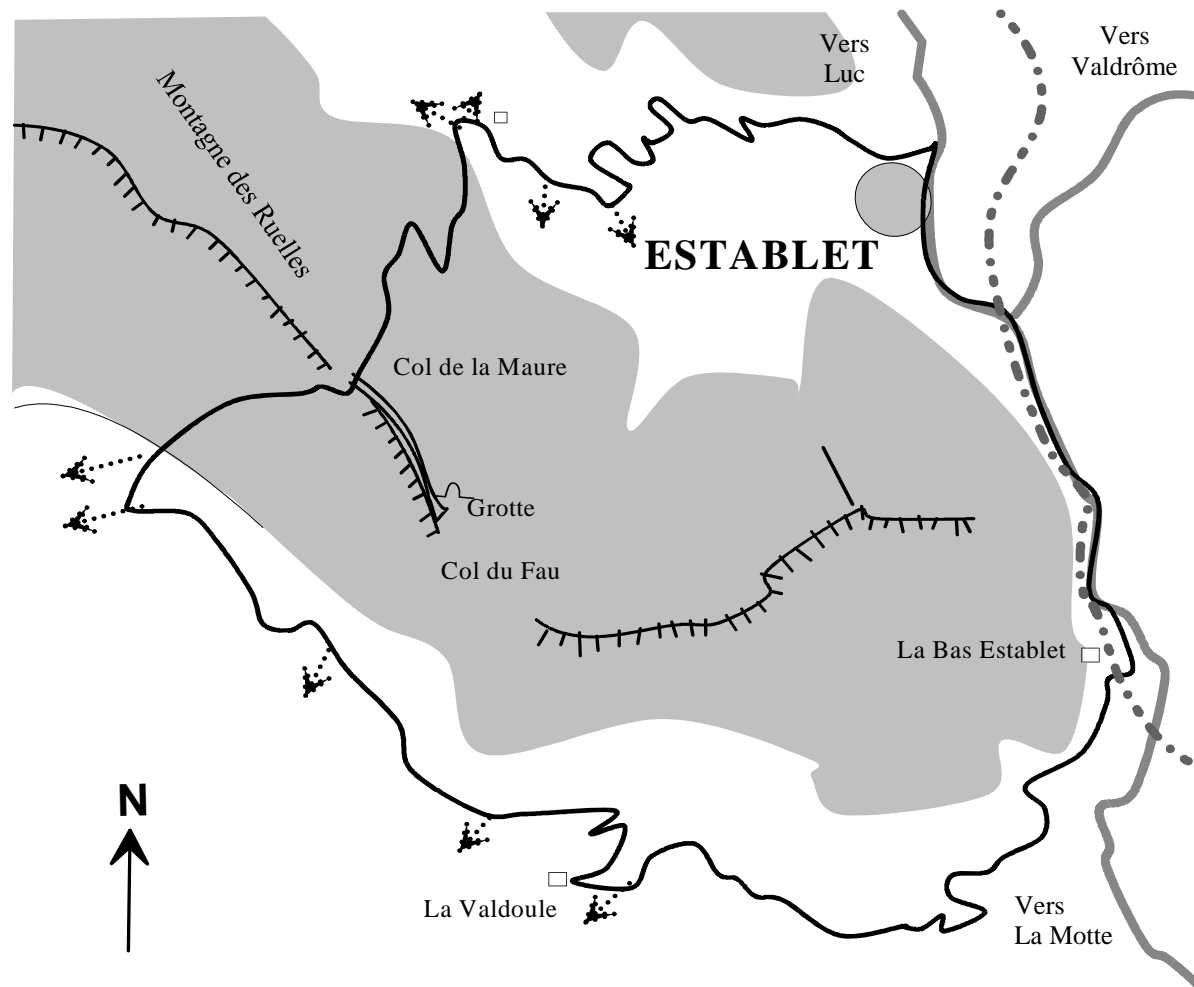 Vers
Luc
Vers
Valdrôme
Montagne des Ruelles
ESTABLET
Col de la Maure
Grotte
Col du Fau
La Bas Establet
N
La Valdoule
Vers
La Motte